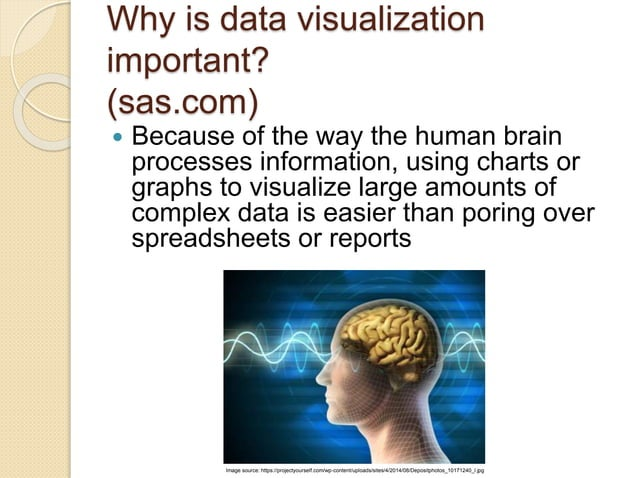 Why is data visualization
important?
(sas.com)
• Because of the way the human brain
processes information, using charts or
graphs to visualize large amounts of
complex data is easier than poring over
spreadsheets or reports
Image source: https://projectyourself.com/wp-content/uploads/sites/4/2014/08/Depositphotos_10171240_l.jpg